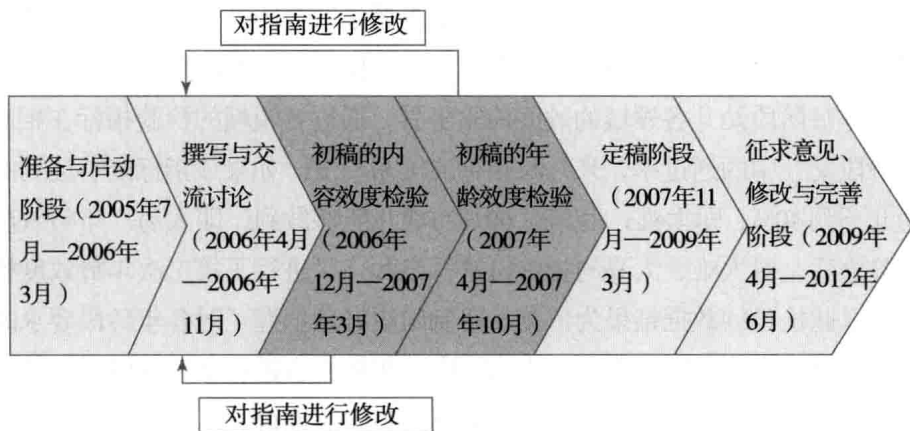 对指南进行修改
准备与启动
阶段（2005年7
月—2006年
3月）
撰写与交
流讨论
（2006年4月
—2006年
11月）
初稿的内
容效度检验
（2006年
12月—2007
年3月）
初稿的年
龄效度检验
（2007年
4月—2007
年10月）
定稿阶段
（2007年11
月—2009年
3月）
征求意见、
修改与完善
阶段（2009年
4月—2012年
6月）
对指南进行修改